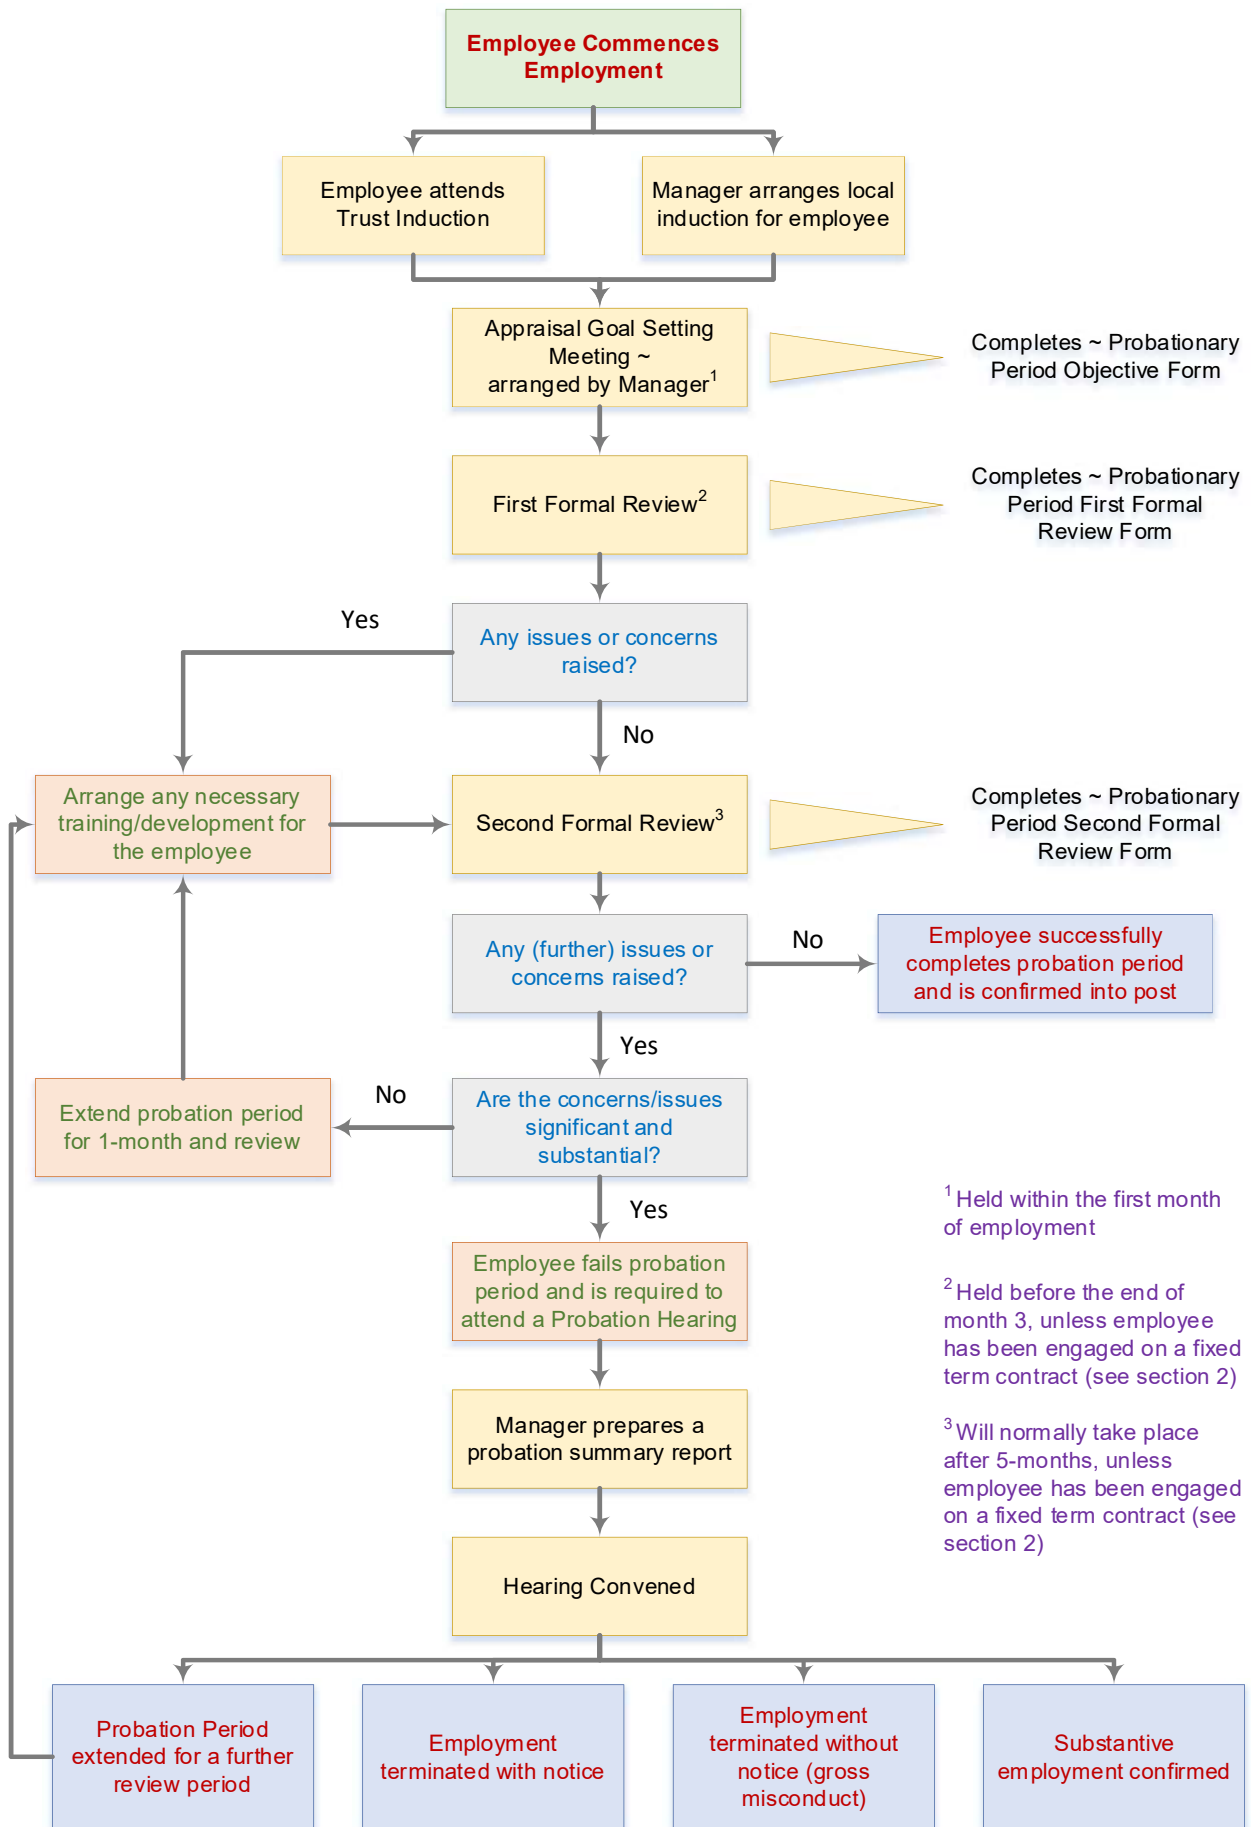 Employee Commences
Employment
Employee attends
Trust Induction
Manager arranges local
induction for employee
Appraisal Goal Setting
Meeting ~
arranged by Manager1
Completes ~ Probationary
Period Objective Form
First Formal Review2
Completes ~ Probationary
Period First Formal
Review Form
Yes
Any issues or concerns
raised?
No
Arrange any necessary
training/development for
the employee
Second Formal Review3
Completes ~ Probationary
Period Second Formal
Review Form
Any (further) issues or
concerns raised?
No
Employee successfully
completes probation period
and is confirmed into post
Yes
Extend probation period
for 1-month and review
No
Are the concerns/issues
significant and
substantial?
Yes
Employee fails probation
period and is required to
attend a Probation Hearing
Manager prepares a
probation summary report
Hearing Convened
1 Held within the first month
of employment
2 Held before the end of
month 3, unless employee
has been engaged on a fixed
term contract (see section 2)
3 Will normally take place
after 5-months, unless
employee has been engaged
on a fixed term contract (see
section 2)
Probation Period
extended for a further
review period
Employment
terminated with notice
Employment
terminated without
notice (gross
misconduct)
Substantive
employment confirmed